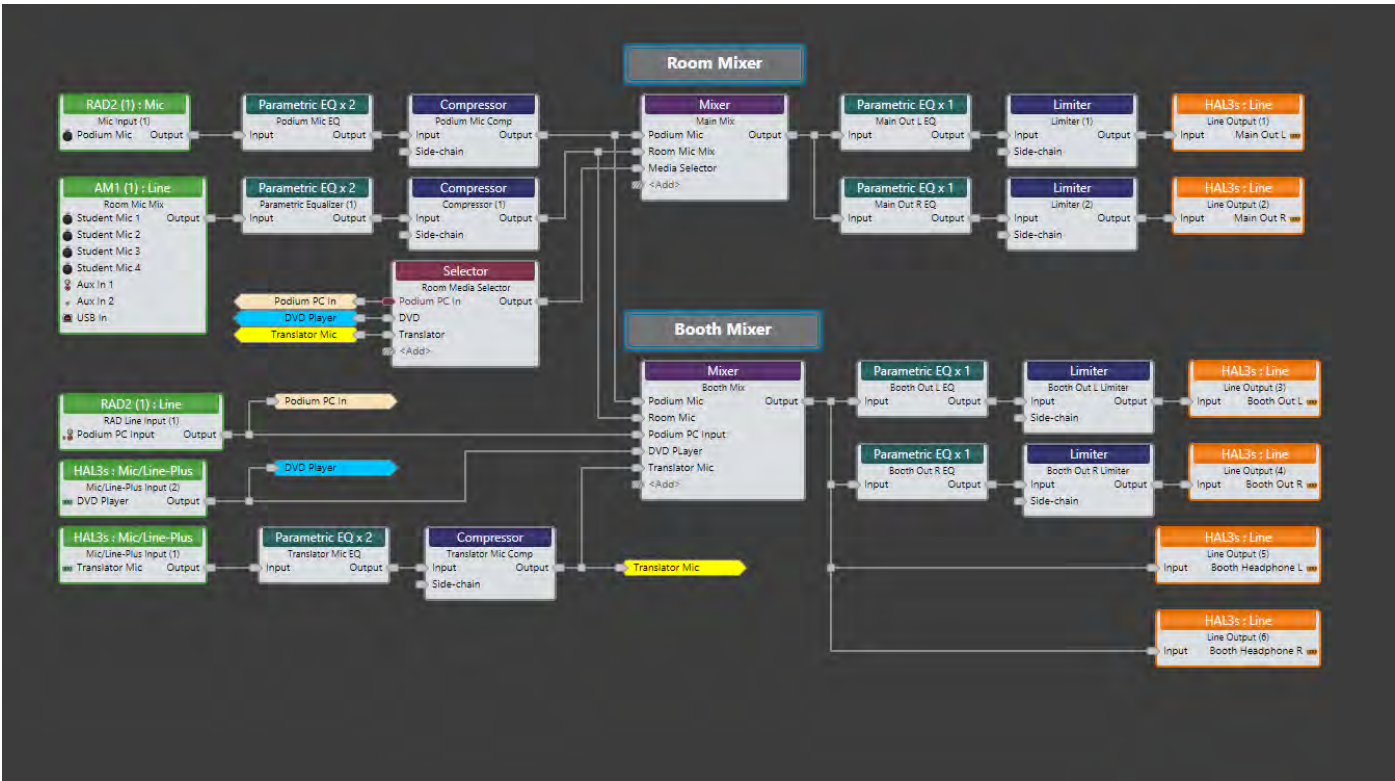 Room Mixer
RAD2 (1) : Mic
Mic Input (1)
Podium Mic Output
Parametric EQ x 2
Podium Mic EQ
Input Output
Compressor
Podium Mic Comp
Input Output
Side-chain
Mixer
Main Mix
Podium Mic Output
Room Mic Mix
Media Selector
<Add>
Parametric EQ x 1
Main Out L EQ
Input Output
Limiter
Limiter (1)
Input Output
Side-chain
HAL3s : Line
Line Output (1)
Input Main Out L
AM1 (1) : Line
Room Mic Mix
Student Mic 1 Output
Student Mic 2
Student Mic 3
Student Mic 4
Aux In 1
Aux In 2
USB In
Parametric EQ x 2
Parametric Equalizer (1)
Input Output
Compressor
Compressor (1)
Input Output
Side-chain
Parametric EQ x 1
Main Out R EQ
Input Output
Limiter
Limiter (2)
Input Output
Side-chain
HAL3s : Line
Line Output (2)
Input Main Out R
Podium PC In
DVD Player
Translator Mic
Selector
Room Media Selector
Podium PC In Output
DVD
Translator
<Add>
Booth Mixer
RAD2 (1) : Line
RAD Line Input (1)
Podium PC Input Output
Podium PC In
Mixer
Booth Mix
Podium Mic Output
Room Mic
Podium PC Input
DVD PLayer
Translator Mic
<Add>
Parametric EQ x 1
Booth Out L EQ
Input Output
Limiter
Booth Out L Limiter
Input Output
Side-chain
HAL3s : Line
Line Output (3)
Input Booth Out L
HAL3s : Mic/Line-Plus
Mic/Line-Plus Input (2)
DVD Player Output
DVD Player
Parametric EQ x 1
Booth Out R EQ
Input Output
Limiter
Booth Out R Limiter
Input Output
Side-chain
HAL3s : Line
Line Output (4)
Input Booth Out R
HAL3s : Mic/Line-Plus
Mic/Line-Plus Input (1)
Translator Mic Output
Parametric EQ x 2
Translator Mic EQ
Input Output
Compressor
Translator Mic Comp
Input Output
Side-chain
Translator Mic
HAL3s : Line
Line Output (5)
Input Booth Headphone L
HAL3s : Line
Line Output (6)
Input Booth Headphone R